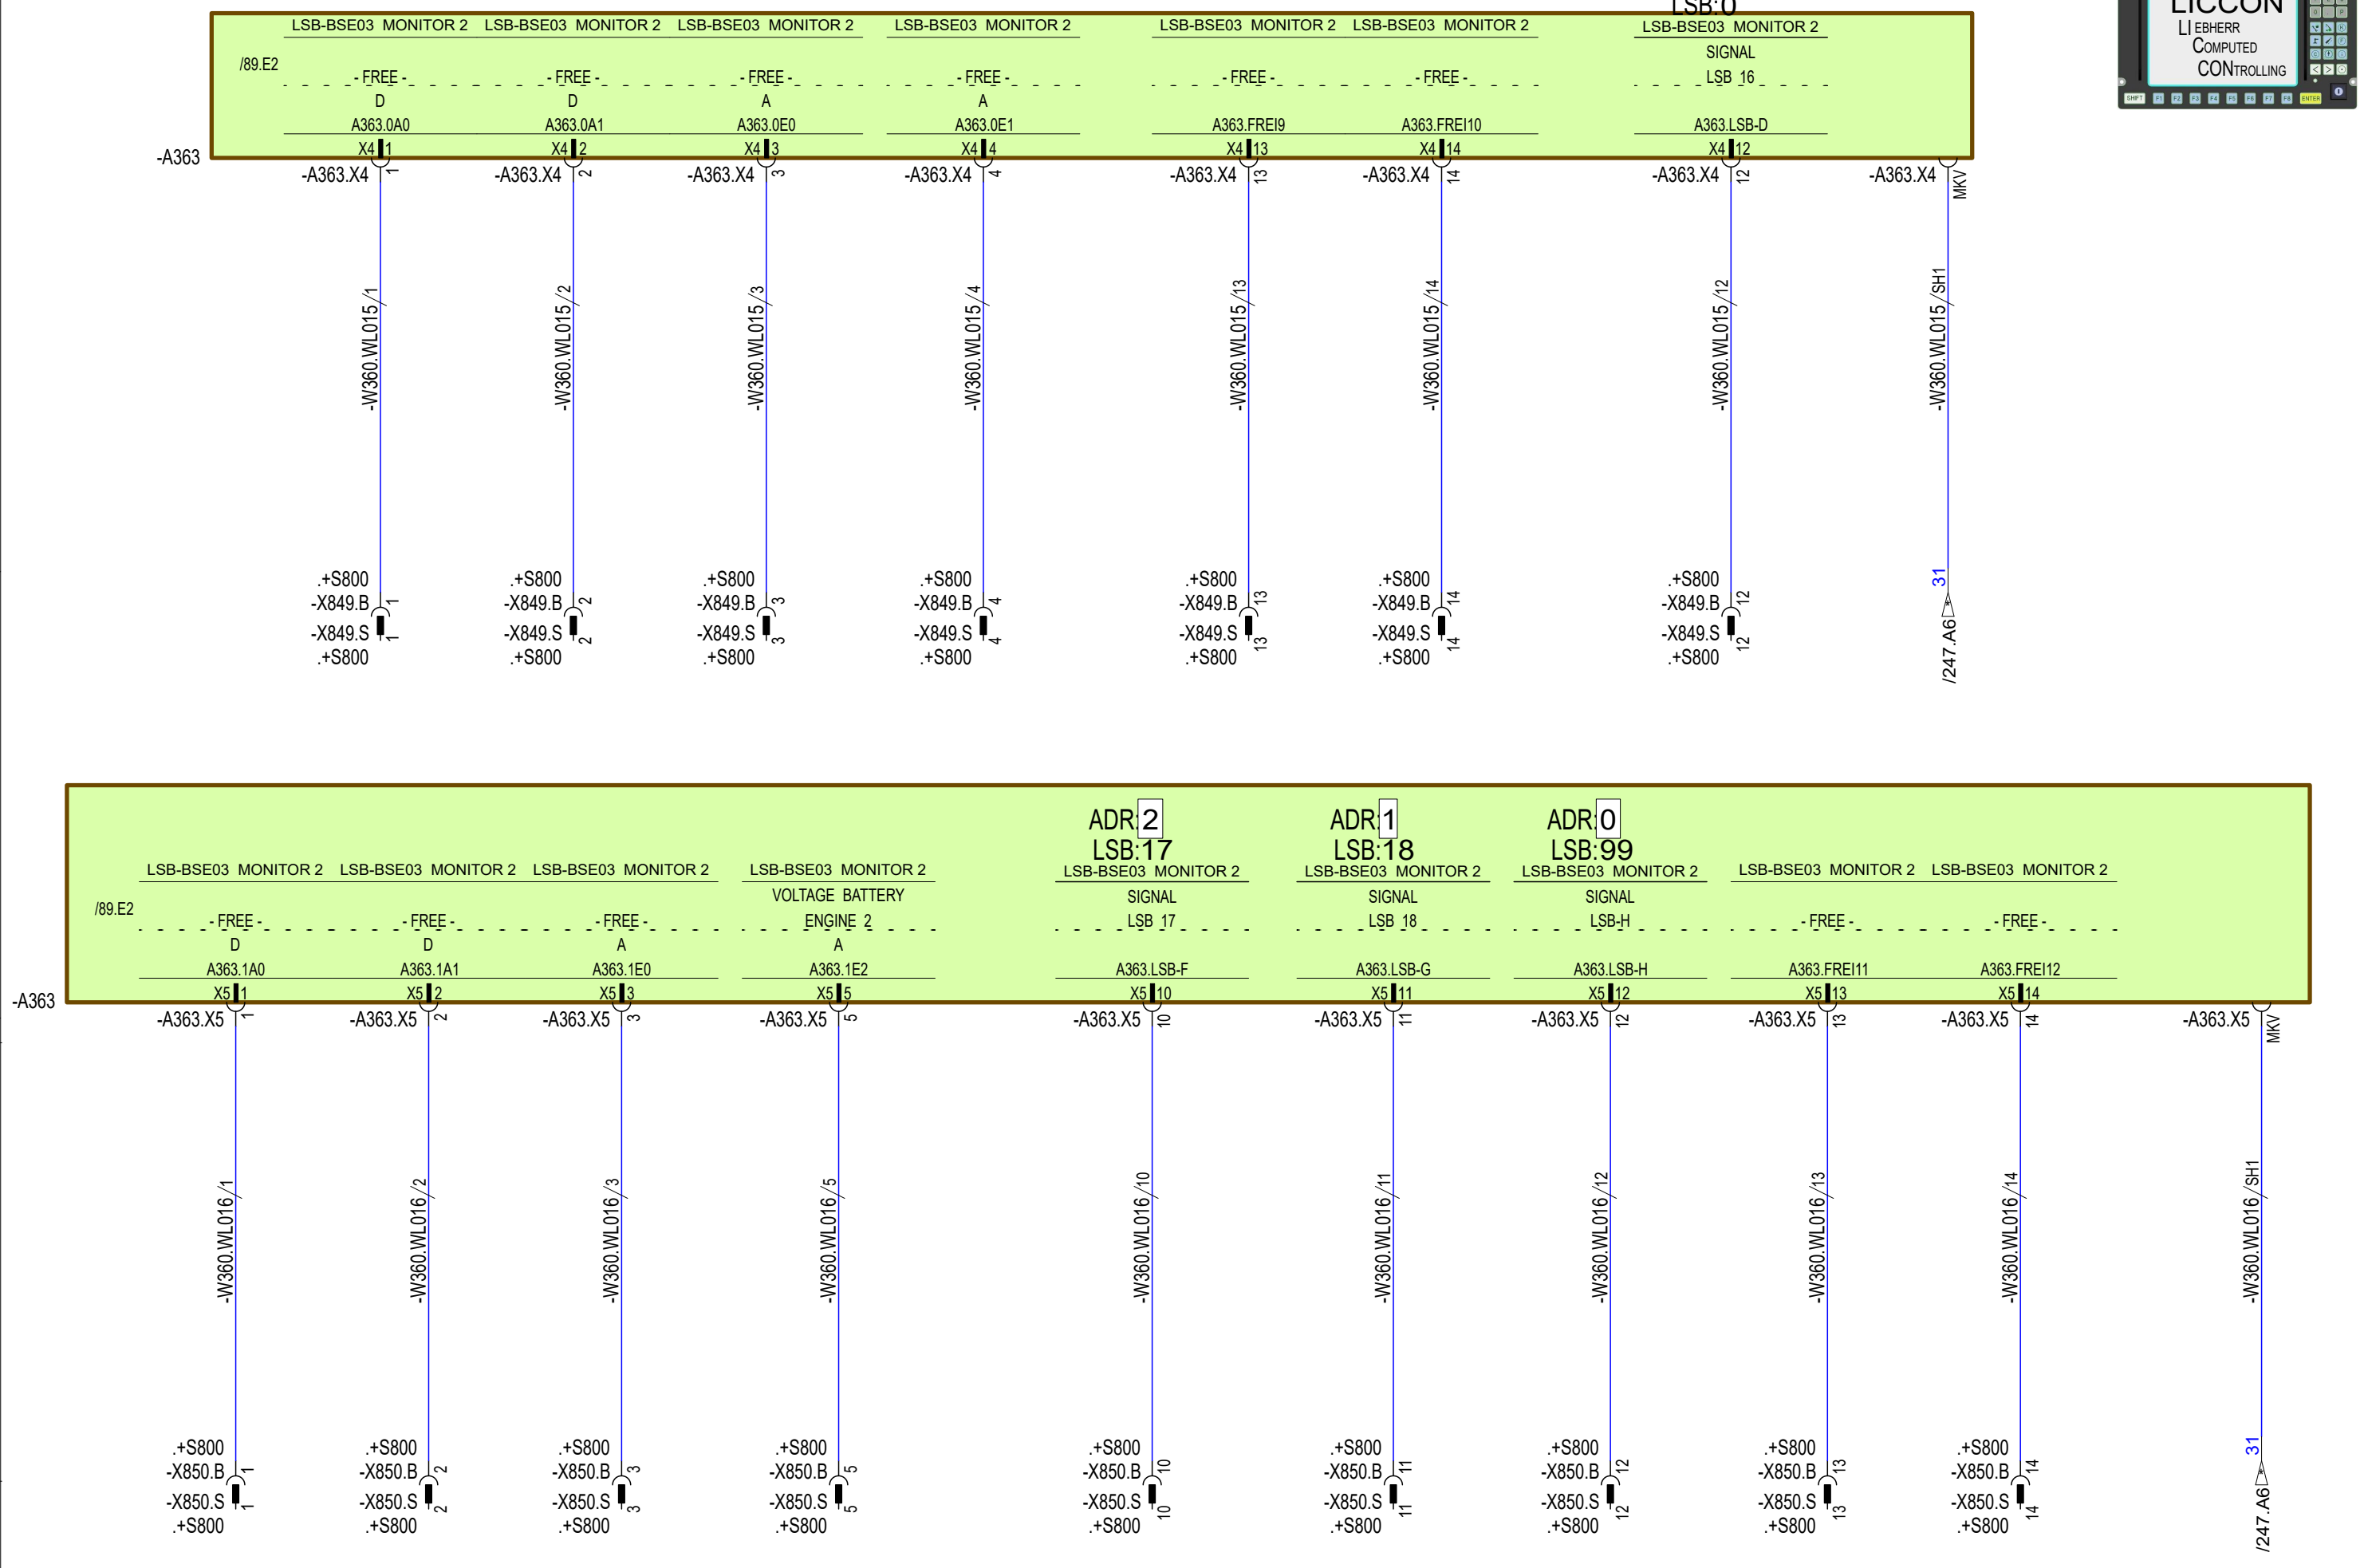 LSB:0
LICCON
LIEBHERR
COMPUTED
CONTROLLING
SHIFT F1 F2 F3 F4 F5 F6 F7 F8 ENTER
LSB-BSE03 MONITOR 2 LSB-BSE03 MONITOR 2 LSB-BSE03 MONITOR 2 LSB-BSE03 MONITOR 2 LSB-BSE03 MONITOR 2 LSB-BSE03 MONITOR 2 LSB-BSE03 MONITOR 2
SIGNAL
/89.E2
- FREE - - FREE - - FREE - - FREE - - FREE - - FREE - LSB 16
D D A A
A363.0A0 A363.0A1 A363.0E0 A363.0E1 A363.FREI9 A363.FREI10 A363.LSB-D
X4 1 X4 2 X4 3 X4 4 X4 13 X4 14 X4 12
-A363
-A363.X4 1 -A363.X4 2 -A363.X4 3 -A363.X4 4 -A363.X4 13 -A363.X4 14 -A363.X4 12 -A363.X4 MKV
-W360.WL015 /1 -W360.WL015 /2 -W360.WL015 /3 -W360.WL015 /4 -W360.WL015 /13 -W360.WL015 /14 -W360.WL015 /12 -W360.WL015 /SH1
.+S800 .+S800 .+S800 .+S800 .+S800 .+S800 .+S800 31
-X849.B 1 -X849.B 2 -X849.B 3 -X849.B 4 -X849.B 13 -X849.B 14 -X849.B 12
-X849.S 1 -X849.S 2 -X849.S 3 -X849.S 4 -X849.S 13 -X849.S 14 -X849.S 12
.+S800 .+S800 .+S800 .+S800 .+S800 .+S800 .+S800 /247.A6
ADR:2 ADR:1 ADR:0
LSB:17 LSB:18 LSB:99
LSB-BSE03 MONITOR 2 LSB-BSE03 MONITOR 2 LSB-BSE03 MONITOR 2 LSB-BSE03 MONITOR 2 LSB-BSE03 MONITOR 2 LSB-BSE03 MONITOR 2 LSB-BSE03 MONITOR 2 LSB-BSE03 MONITOR 2 LSB-BSE03 MONITOR 2
VOLTAGE BATTERY SIGNAL SIGNAL SIGNAL
/89.E2
- FREE - - FREE - - FREE - ENGINE 2 LSB 17 LSB 18 LSB-H - FREE - - FREE -
D D A A
A363.1A0 A363.1A1 A363.1E0 A363.1E2 A363.LSB-F A363.LSB-G A363.LSB-H A363.FREI11 A363.FREI12
X5 1 X5 2 X5 3 X5 5 X5 10 X5 11 X5 12 X5 13 X5 14
-A363
-A363.X5 1 -A363.X5 2 -A363.X5 3 -A363.X5 5 -A363.X5 10 -A363.X5 11 -A363.X5 12 -A363.X5 13 -A363.X5 14 -A363.X5 MKV
-W360.WL016 /1 -W360.WL016 /2 -W360.WL016 /3 -W360.WL016 /5 -W360.WL016 /10 -W360.WL016 /11 -W360.WL016 /12 -W360.WL016 /13 -W360.WL016 /14 -W360.WL016 /SH1
.+S800 .+S800 .+S800 .+S800 .+S800 .+S800 .+S800 .+S800 .+S800 31
-X850.B 1 -X850.B 2 -X850.B 3 -X850.B 5 -X850.B 10 -X850.B 11 -X850.B 12 -X850.B 13 -X850.B 14
-X850.S 1 -X850.S 2 -X850.S 3 -X850.S 5 -X850.S 10 -X850.S 11 -X850.S 12 -X850.S 13 -X850.S 14
.+S800 .+S800 .+S800 .+S800 .+S800 .+S800 .+S800 .+S800 .+S800 /247.A6